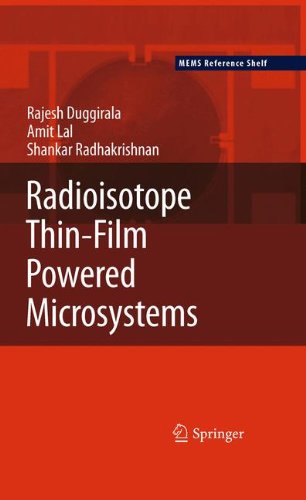 MEMS Reference Shelf
Rajesh Duggirala
Amit Lal
Shankar Radhakrishnan
Radioisotope
Thin-Film
Powered
Microsystems
Springer